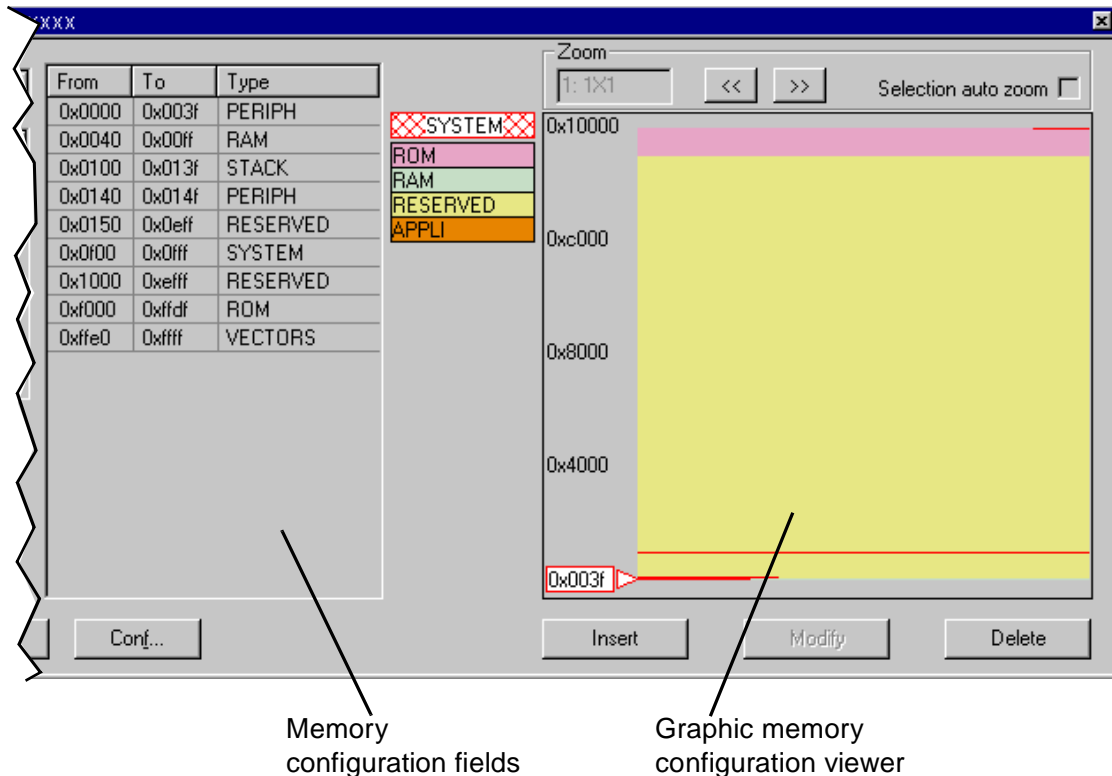 XXX
Zoom
1: 1X1
<<
>>
Selection auto zoom
From To Type
0x0000 0x003f PERIPH
0x0040 0x00ff RAM
0x0100 0x013f STACK
0x0140 0x014f PERIPH
0x0150 0x0eff RESERVED
0x0f00 0x0fff SYSTEM
0x1000 0xefff RESERVED
0xf000 0xffdf ROM
0xffe0 0xffff VECTORS
SYSTEM
ROM
RAM
RESERVED
APPLI
0x10000
0xc000
0x8000
0x4000
0x003f
Conf...
Insert
Modify
Delete
Memory
configuration fields
Graphic memory
configuration viewer